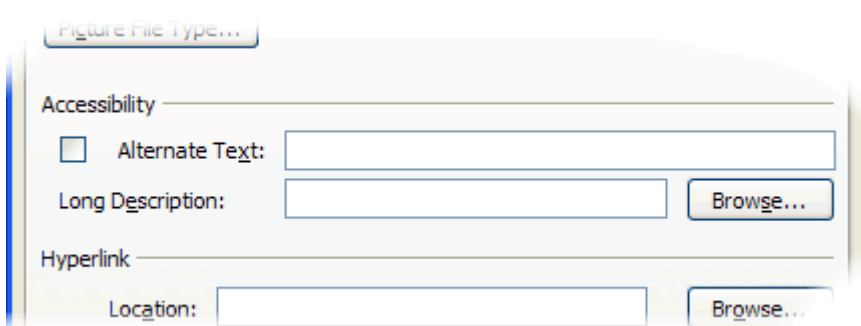 Picture File Type...
Accessibility
Alternate Text:
Long Description: Browse...
Hyperlink
Location: Browse...